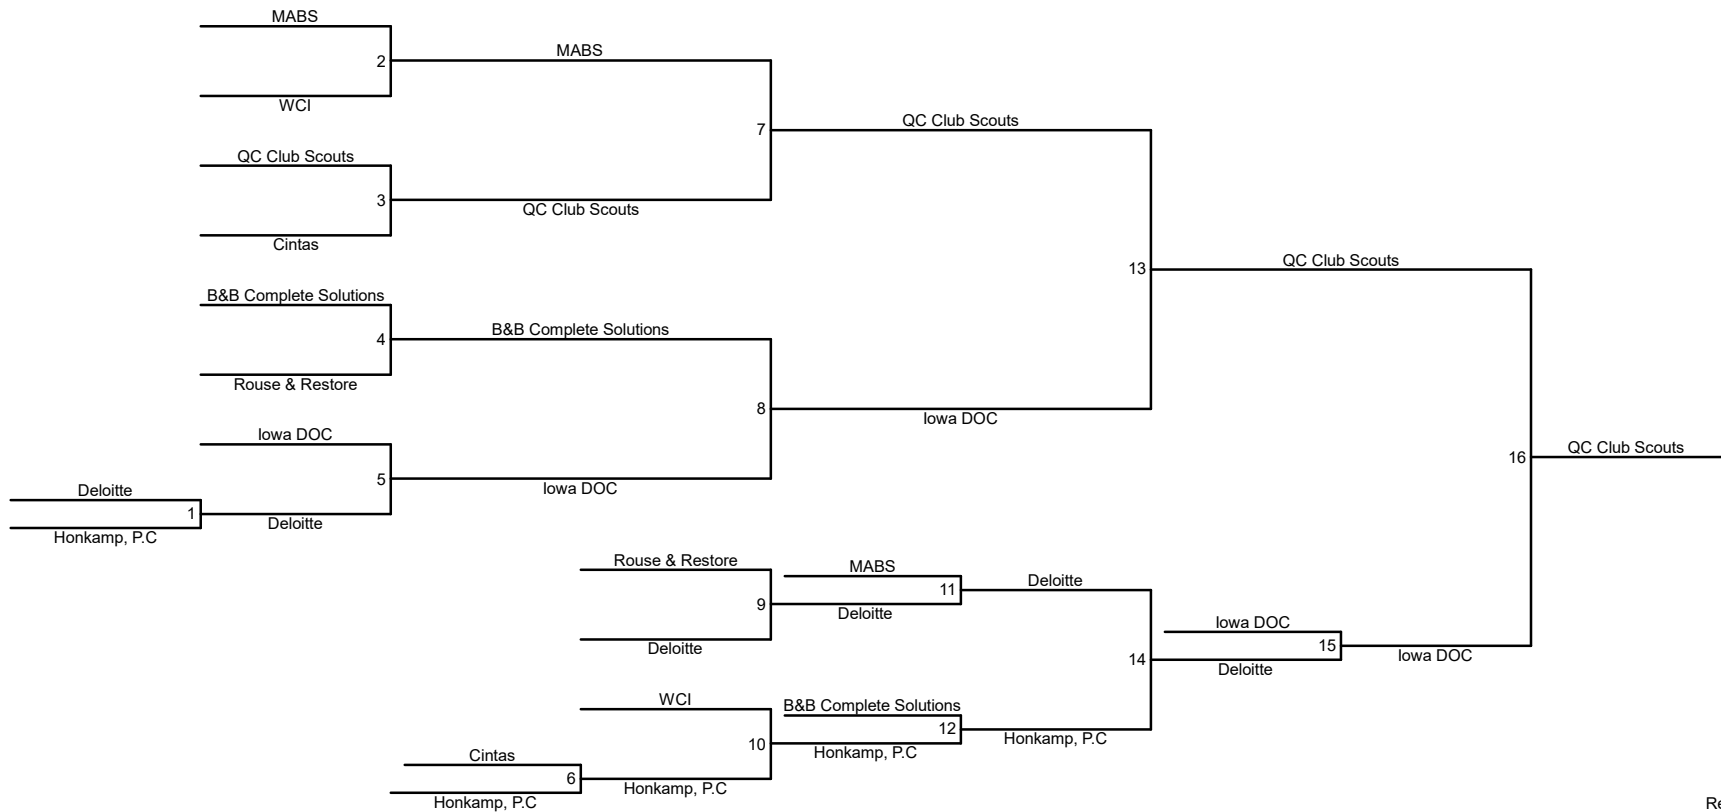 MABS
2
WCI
MABS
7
QC Club Scouts
3
Cintas
QC Club Scouts
QC Club Scouts
13
B&B Complete Solutions
4
Rouse & Restore
B&B Complete Solutions
8
Iowa DOC
5
Deloitte
1
Honkamp, P.C
Deloitte
Iowa DOC
Iowa DOC
QC Club Scouts
16
QC Club Scouts
Rouse & Restore
9
Deloitte
MABS
11
Deloitte
Deloitte
14
WCI
10
Cintas
6
Honkamp, P.C
Honkamp, P.C
B&B Complete Solutions
12
Honkamp, P.C
Honkamp, P.C
Iowa DOC
15
Deloitte
Iowa DOC